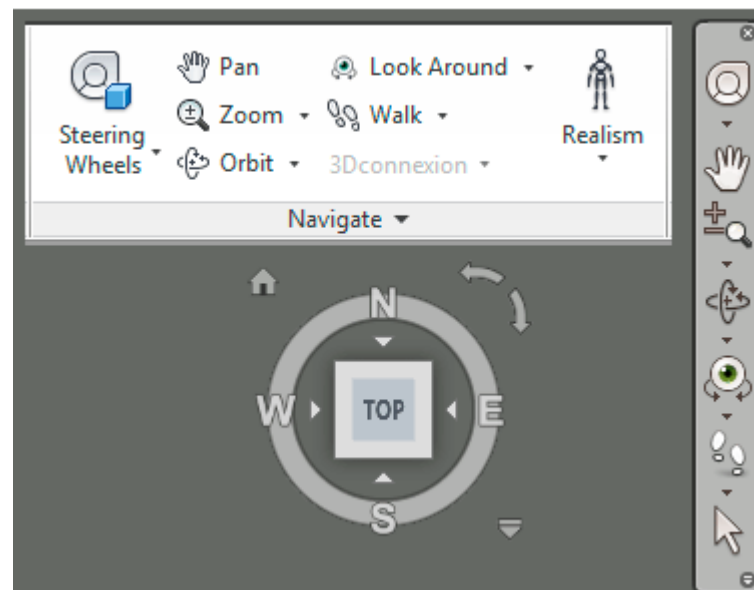 Pan
Look Around
Zoom
Walk
Steering
Wheels
Orbit
3Dconnexion
Realism
Navigate
N
W
TOP
E
S